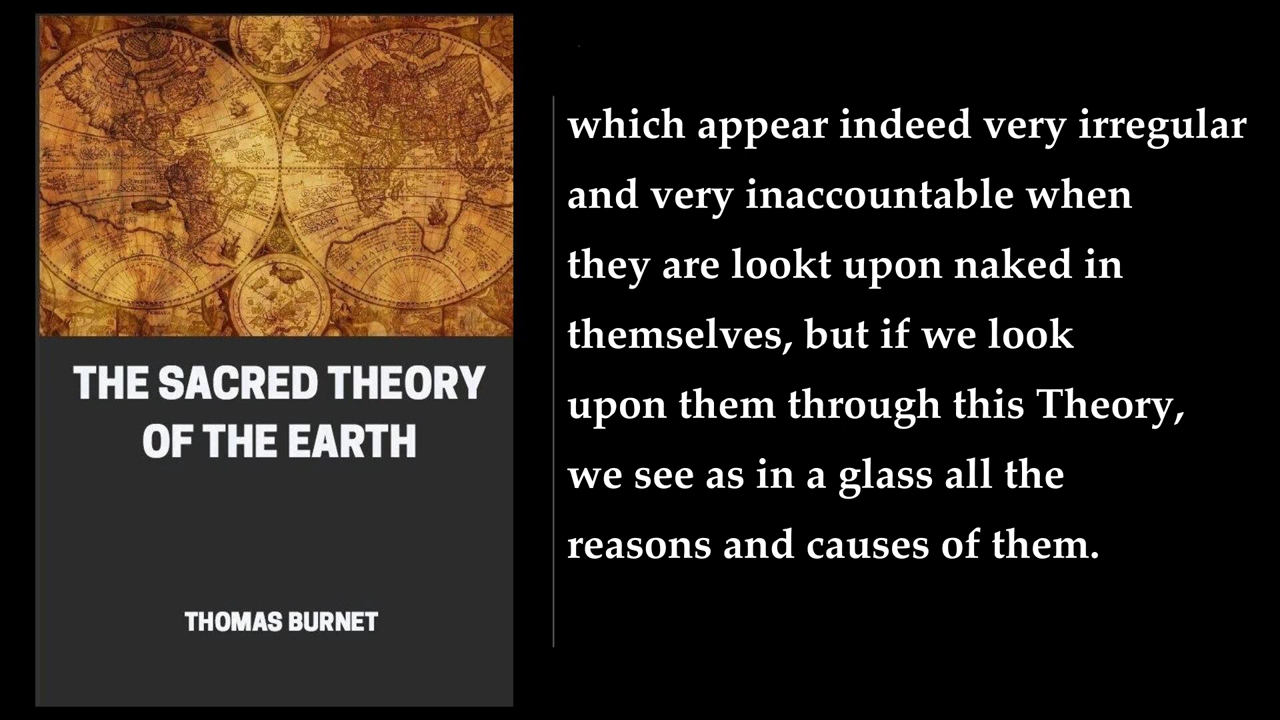 THE SACRED THEORY
OF THE EARTH
THOMAS BURNET
which appear indeed very irregular
and very inaccountable when
they are lookt upon naked in
themselves, but if we look
upon them through this Theory,
we see as in a glass all the
reasons and causes of them.